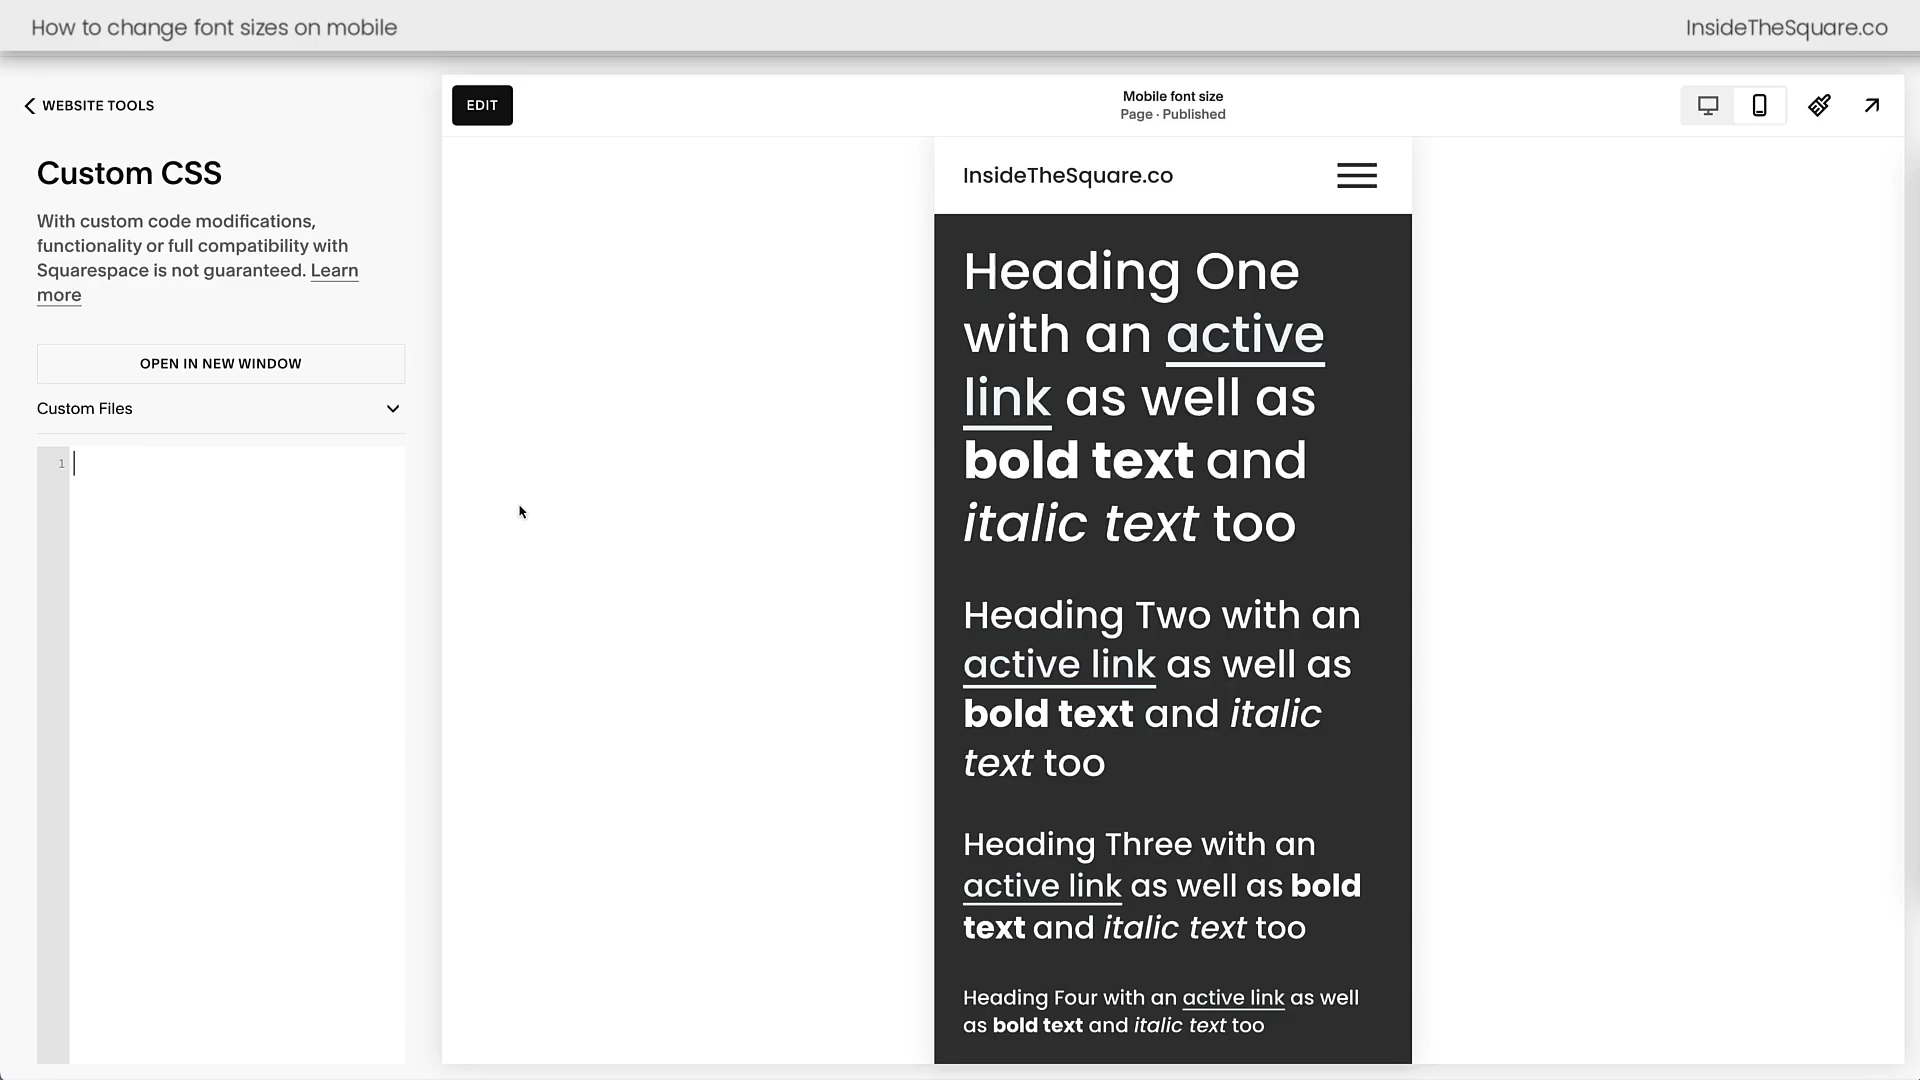 How to change font sizes on mobile
InsideTheSquare.co
WEBSITE TOOLS
Custom CSS
With custom code modifications,
functionality or full compatibility with
Squarespace is not guaranteed. Learn
more
OPEN IN NEW WINDOW
Custom Files
1
EDIT
Mobile font size
Page · Published
InsideTheSquare.co
Heading One
with an active
link as well as
bold text and
italic text too
Heading Two with an
active link as well as
bold text and italic
text too
Heading Three with an
active link as well as bold
text and italic text too
Heading Four with an active link as well
as bold text and italic text too